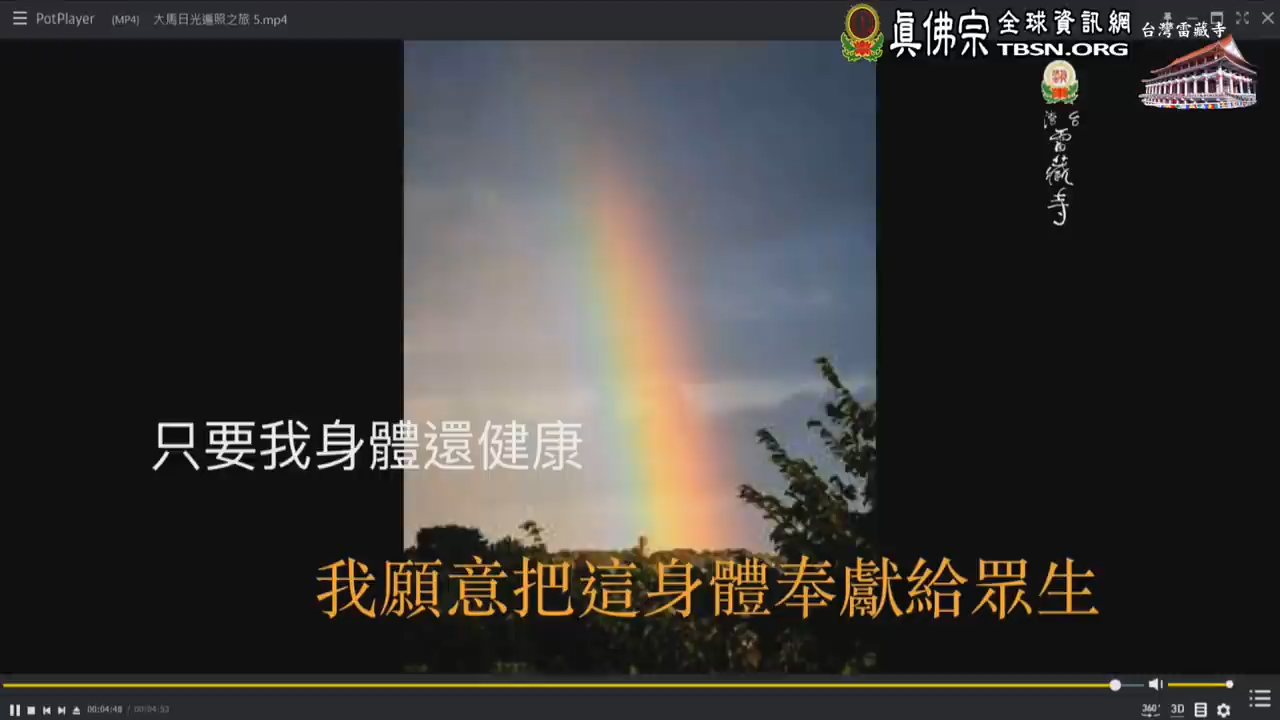 PotPlayer (MP4) 大馬日光遍照之旅 5.mp4
真佛宗 全球資訊網
TBSN.ORG
台灣雷藏寺
台灣
雷藏寺
只要我身體還健康
我願意把這身體奉獻給眾生
00:04:48 / 00:04:53
360°
3D